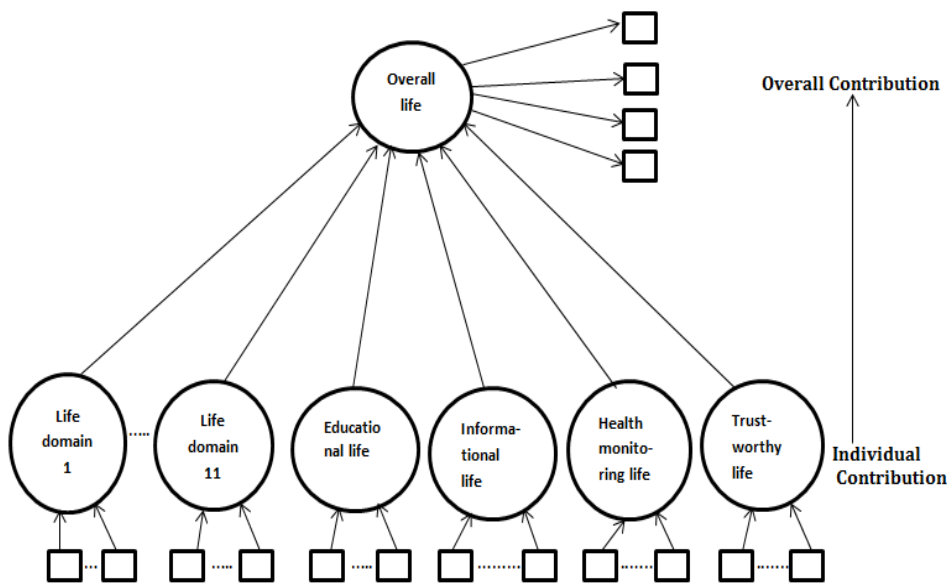 Overall
life
Overall Contribution
Life
domain
1
.....
Life
domain
11
Educatio
nal life
Informa-
tional
life
Health
monito-
ring life
Trust-
worthy
life
Individual
Contribution